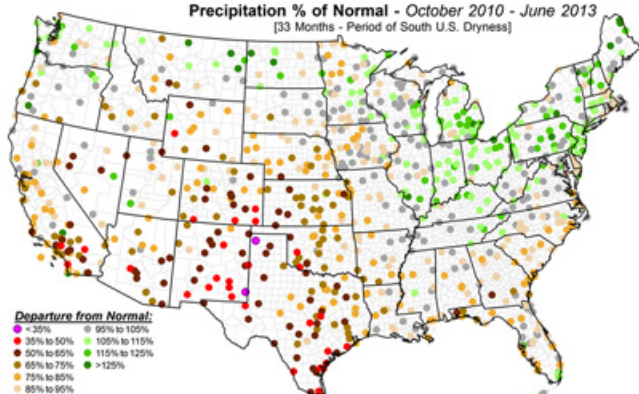 Precipitation % of Normal - October 2010 - June 2013
[33 Months - Period of South U.S. Dryness]
Departure from Normal:
<35%
35% to 50%
50% to 65%
65% to 75%
75% to 85%
85% to 95%
95% to 105%
105% to 115%
115% to 125%
>125%